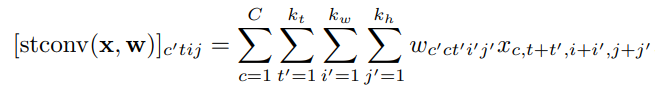 [stconv(x, w)]_{c'tij} = \sum_{c=1}^{C} \sum_{t'=1}^{k_t} \sum_{i'=1}^{k_w} \sum_{j'=1}^{k_h} w_{c'ct'i'j'} x_{c,t+t',i+i',j+j'}